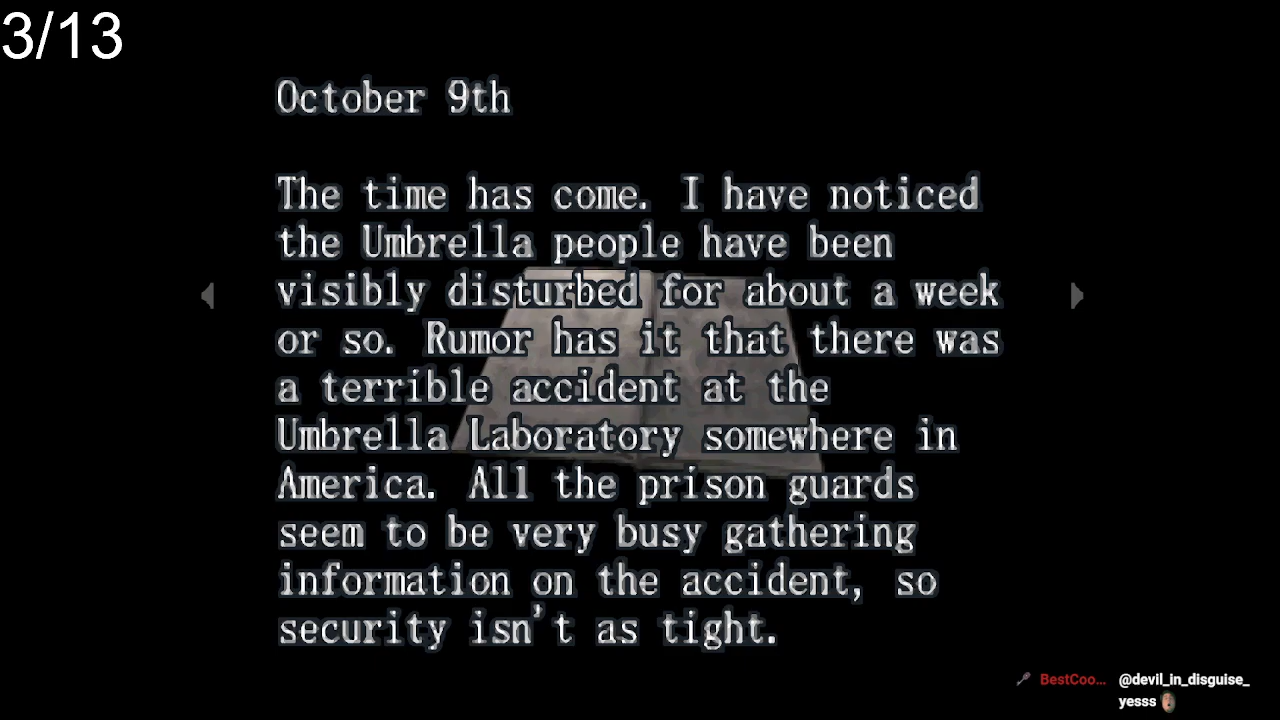 3/13
October 9th
The time has come. I have noticed
the Umbrella people have been
visibly disturbed for about a week
or so. Rumor has it that there was
a terrible accident at the
Umbrella Laboratory somewhere in
America. All the prison guards
seem to be very busy gathering
information on the accident, so
security isn't as tight.
BestCoo... @devil_in_disguise_
yesss